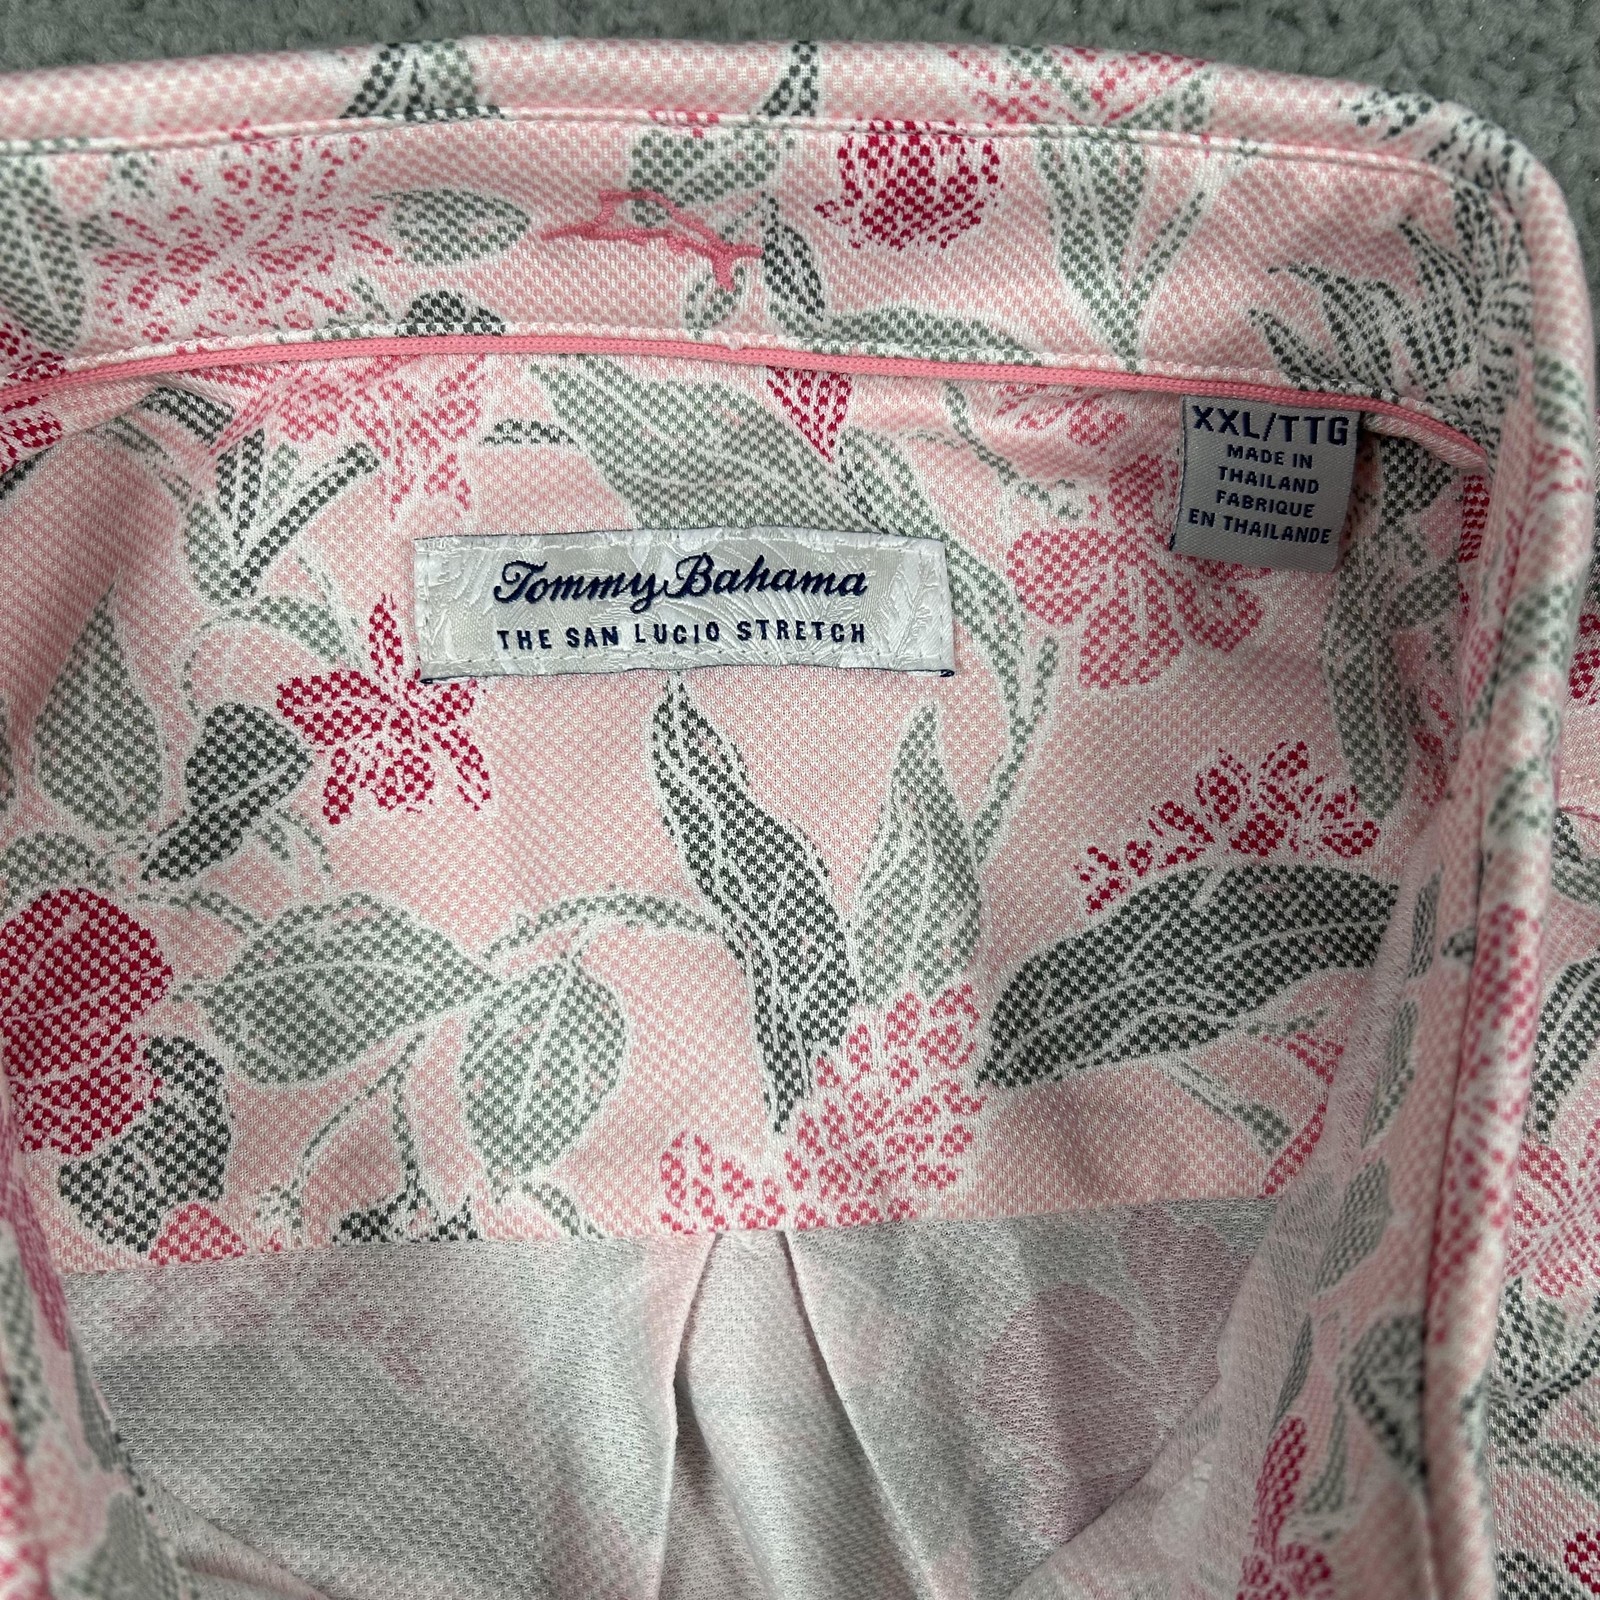 XXL/TTG
MADE IN
THAILAND
FABRIQUE
EN THAILANDE
Tommy Bahama
THE SAN LUCIO STRETCH